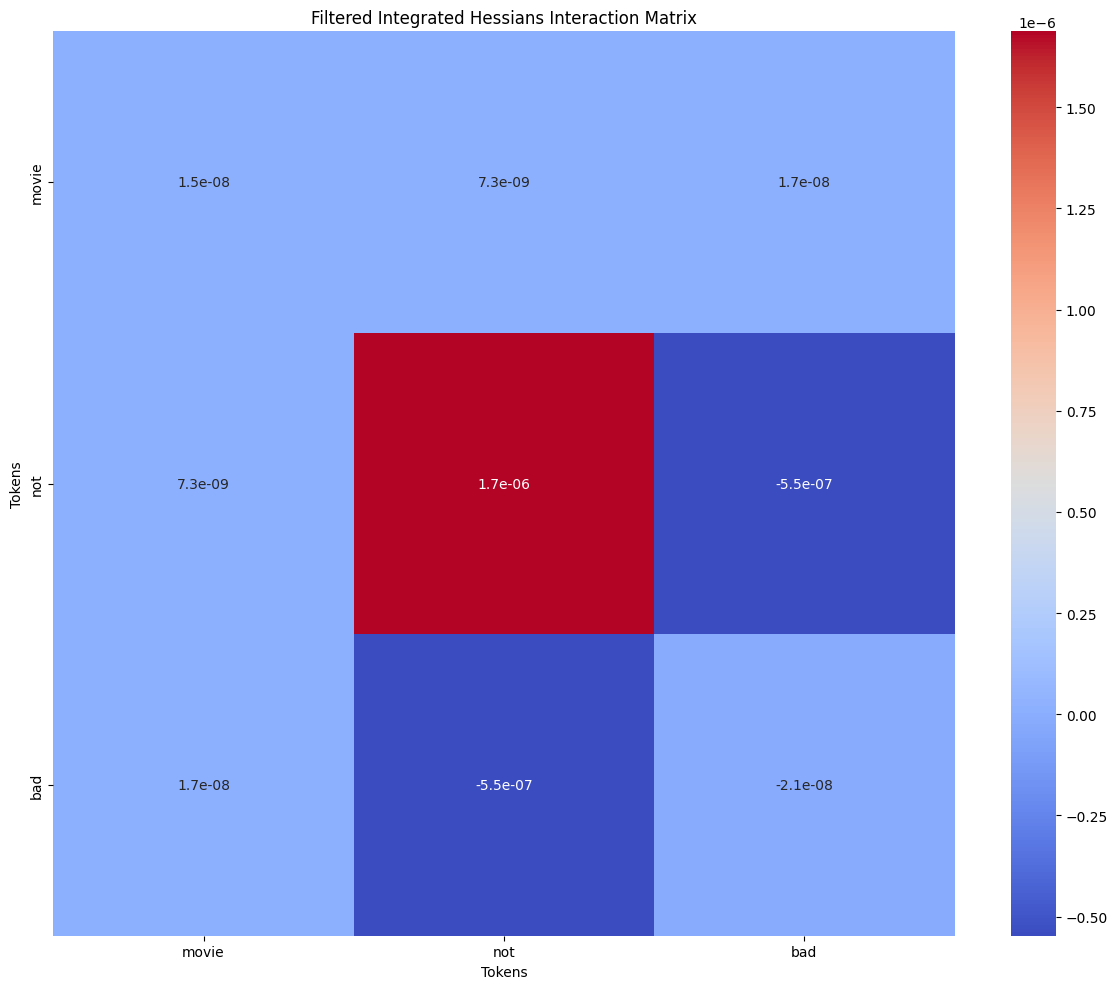 Filtered Integrated Hessians Interaction Matrix
1e−6
movie
1.5e-08
7.3e-09
1.7e-08
Tokens
not
7.3e-09
1.7e-06
-5.5e-07
bad
1.7e-08
-5.5e-07
-2.1e-08
movie
not
bad
Tokens
1.50
1.25
1.00
0.75
0.50
0.25
0.00
−0.25
−0.50